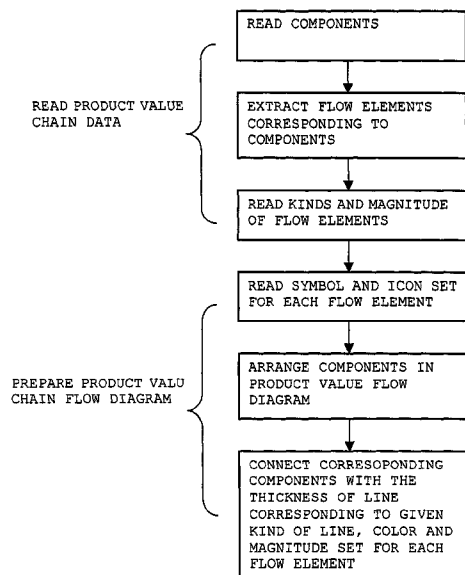 READ COMPONENTS
READ PRODUCT VALUE
CHAIN DATA
EXTRACT FLOW ELEMENTS
CORRESPONDING TO
COMPONENTS
READ KINDS AND MAGNITUDE
OF FLOW ELEMENTS
READ SYMBOL AND ICON SET
FOR EACH FLOW ELEMENT
PREPARE PRODUCT VALU
CHAIN FLOW DIAGRAM
ARRANGE COMPONENTS IN
PRODUCT VALUE FLOW
DIAGRAM
CONNECT CORRESOPONDING
COMPONENTS WITH THE
THICKNESS OF LINE
CORRESPONDING TO GIVEN
KIND OF LINE, COLOR AND
MAGNITUDE SET FOR EACH
FLOW ELEMENT